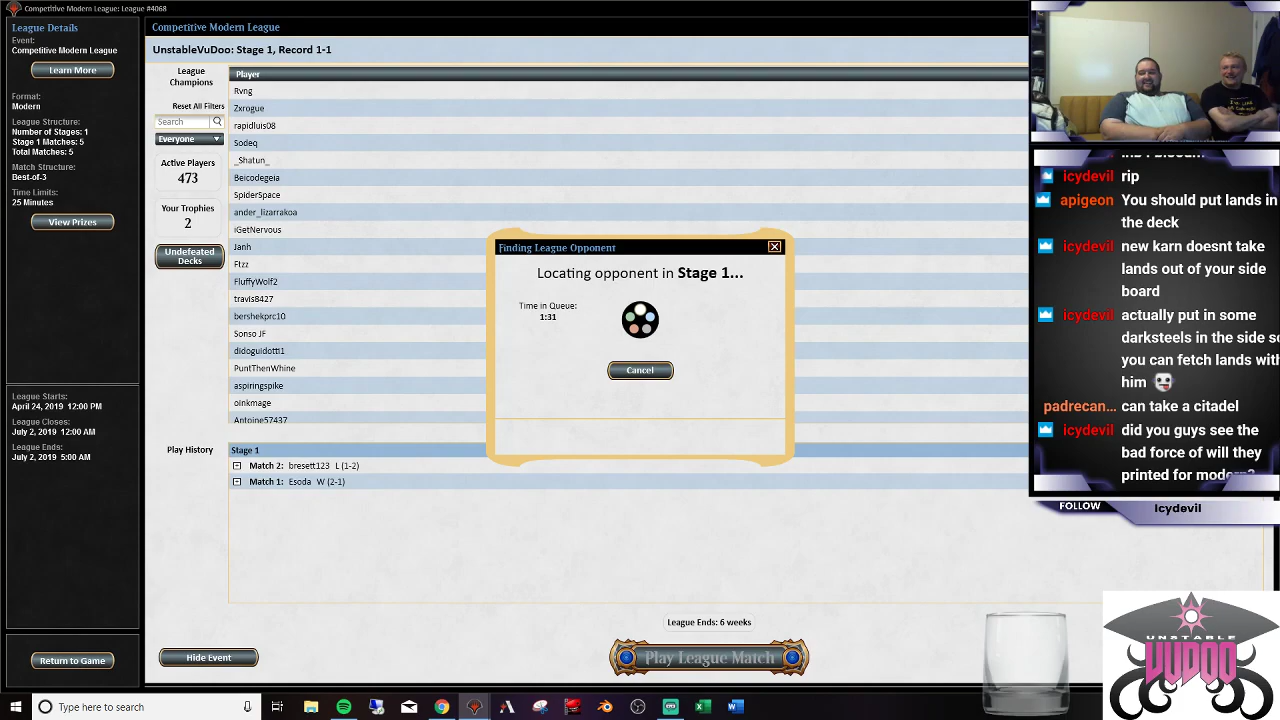 Competitive Modern League: League #4068
League Details
Event:
Competitive Modern League
Learn More
Format:
Modern
League Structure:
Number of Stages: 1
Stage 1 Matches: 5
Total Matches: 5
Match Structure:
Best-of-3
Time Limits:
25 Minutes
View Prizes
League Starts:
April 24, 2019 12:00 PM
League Closes:
July 2, 2019 12:00 AM
League Ends:
July 2, 2019 5:00 AM
Return to Game
Competitive Modern League
UnstableVuDoo: Stage 1, Record 1-1
League
Champions
Reset All Filters
Search
Everyone
Active Players
473
Your Trophies
2
Undefeated
Decks
Player
Rvng
Zxrogue
rapidluis08
Sodeq
_Shatun_
Beicodegeia
SpiderSpace
ander_lizarrakoa
iGetNervous
Janh
Ftzz
FluffyWolf2
travis8427
bershekprc10
Sonso JF
didoguidotti1
PuntThenWhine
aspiringspike
oInkmage
Antoine57437
Finding League Opponent
Locating opponent in Stage 1...
Time in Queue:
1:31
Cancel
Play History
Stage 1
Match 2: bresett123 L (1-2)
Match 1: Esoda W (2-1)
League Ends: 6 weeks
Hide Event
Play League Match
icydevil rip
apigeon You should put lands in
the deck
icydevil new karn doesnt take
lands out of your side
board
icydevil actually put in some
darksteels in the side so
you can fetch lands with
him
padrecan... can take a citadel
icydevil did you guys see the
bad force of will they
printed for modern?
FOLLOW Icydevil
UNSTABLE
VUDOO
Type here to search